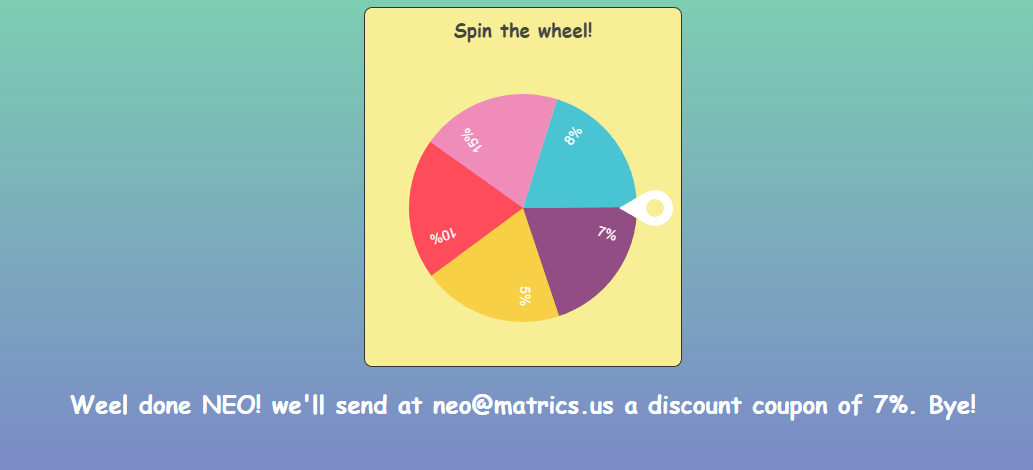 Spin the wheel!
15%
8%
10%
7%
5%
Weel done NEO! we'll send at neo@matrics.us a discount coupon of 7%. Bye!